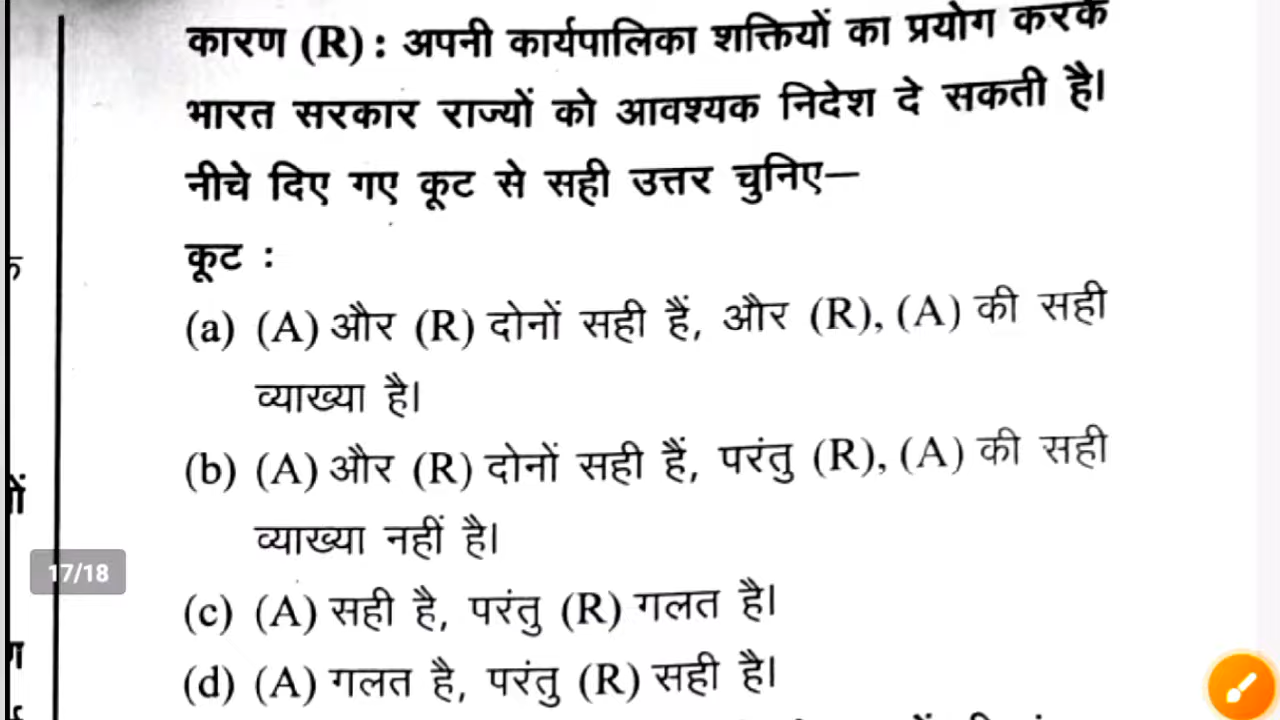 कारण (R) : अपनी कार्यपालिका शक्तियों का प्रयोग करके
भारत सरकार राज्यों को आवश्यक निदेश दे सकती है।
नीचे दिए गए कूट से सही उत्तर चुनिए—
कूट :
(a) (A) और (R) दोनों सही हैं, और (R), (A) की सही
व्याख्या है।
(b) (A) और (R) दोनों सही हैं, परंतु (R), (A) की सही
व्याख्या नहीं है।
17/18
(c) (A) सही है, परंतु (R) गलत है।
(d) (A) गलत है, परंतु (R) सही है।